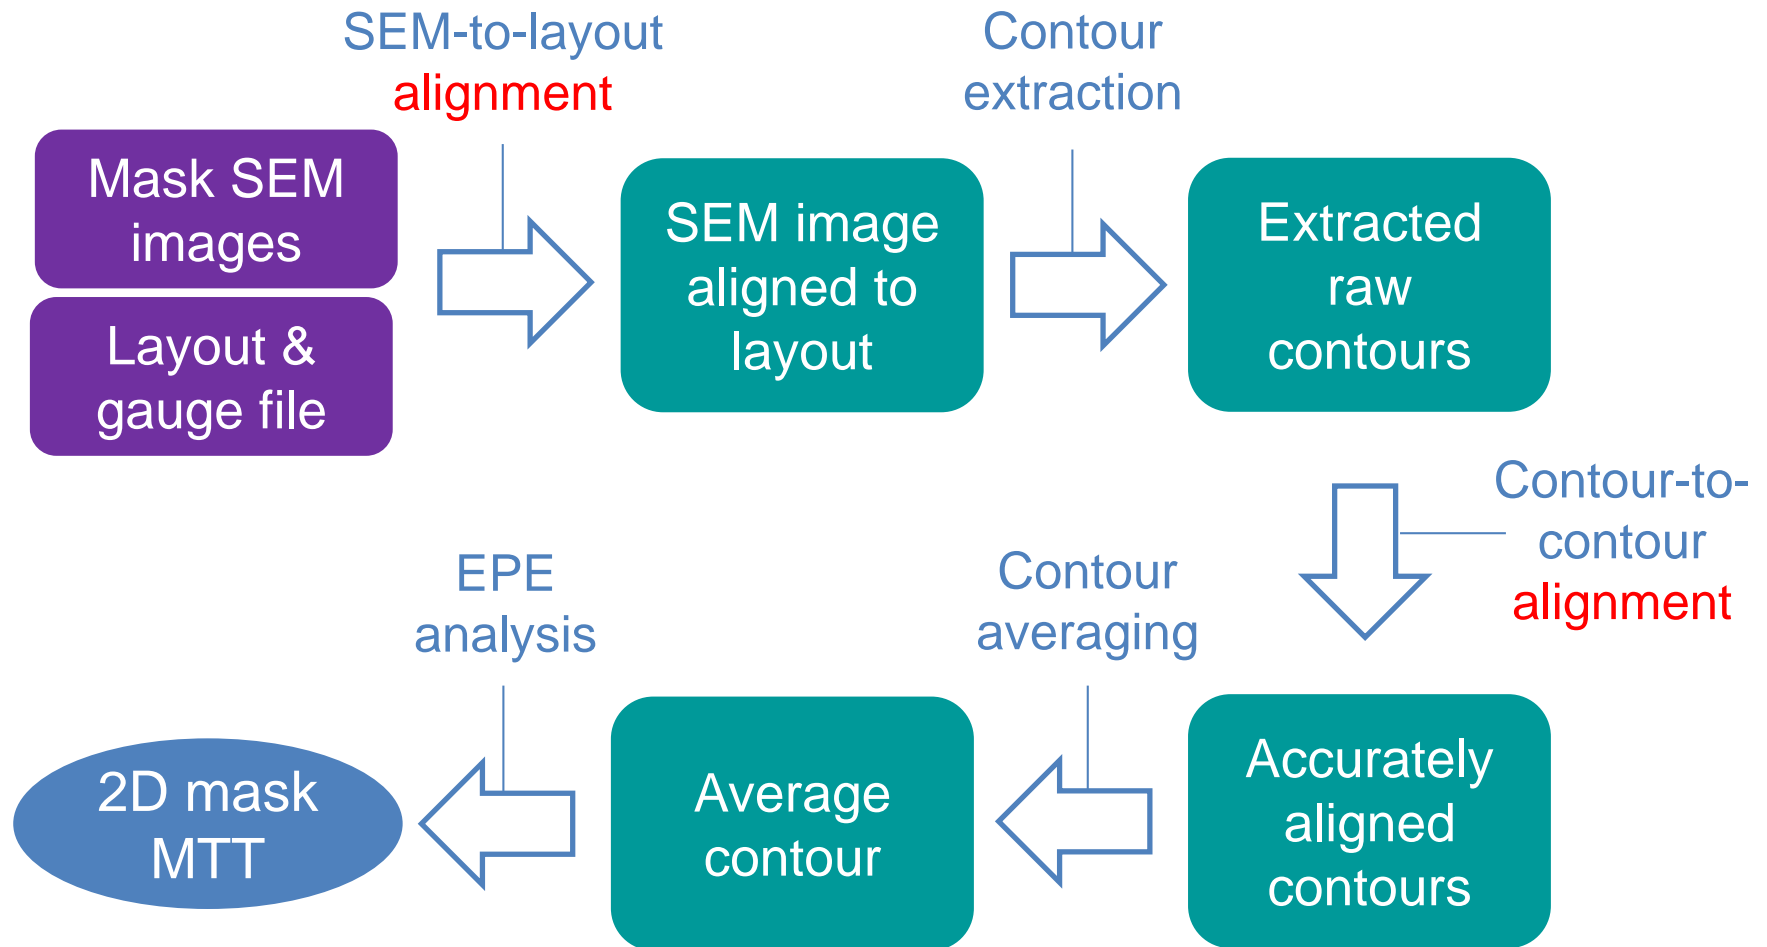 SEM-to-layout
alignment
Contour
extraction
Mask SEM
images
Layout &
gauge file
SEM image
aligned to
layout
Extracted
raw
contours
Contour-to-
contour
alignment
Contour
averaging
EPE
analysis
Accurately
aligned
contours
Average
contour
2D mask
MTT